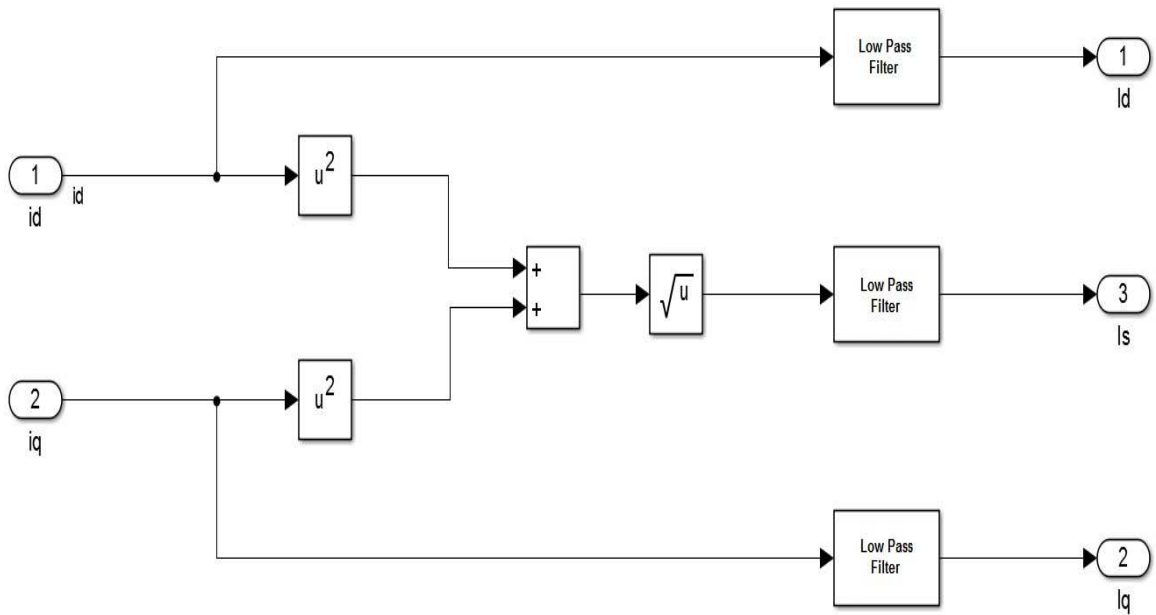 Low Pass
Filter
1
Id
1
id
id
u²
+
+
√u
Low Pass
Filter
3
Is
2
iq
u²
Low Pass
Filter
2
Iq